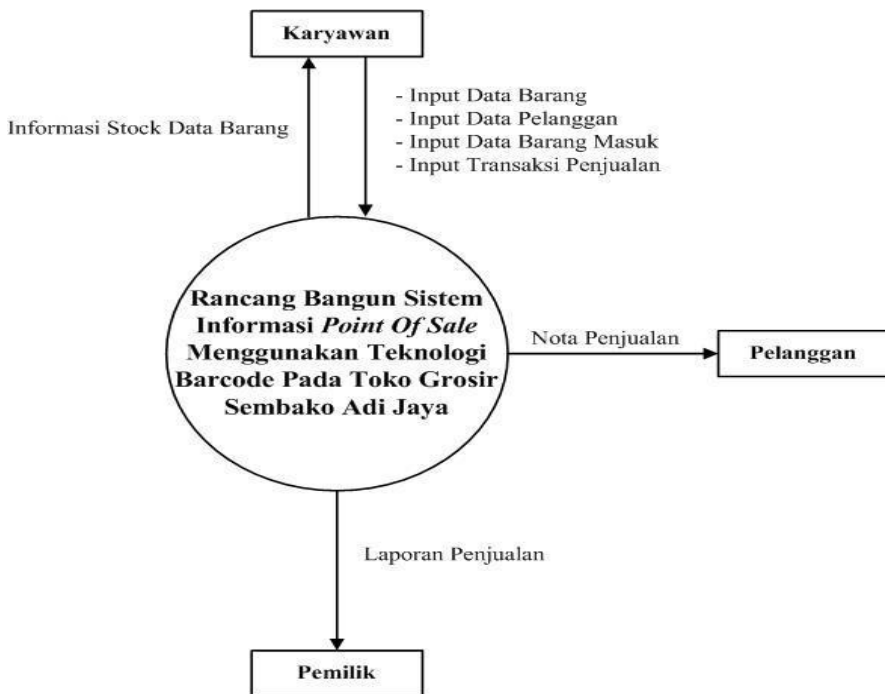 Karyawan
Informasi Stock Data Barang
- Input Data Barang
- Input Data Pelanggan
- Input Data Barang Masuk
- Input Transaksi Penjualan
Rancang Bangun Sistem
Informasi Point Of Sale
Menggunakan Teknologi
Barcode Pada Toko Grosir
Sembako Adi Jaya
Nota Penjualan
Pelanggan
Laporan Penjualan
Pemilik